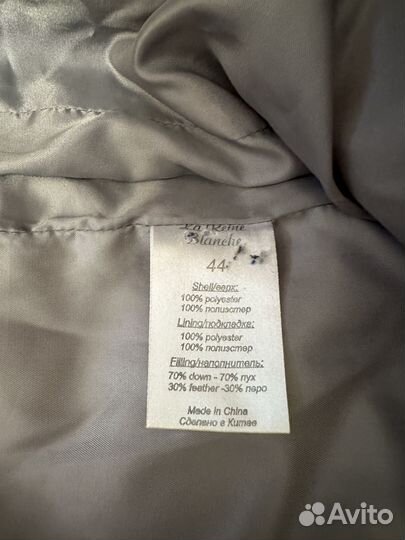 La Reine
Blanche
44
Shell/верх:
100% polyester
100% полиэстер
Lining/подкладка:
100% polyester
100% полиэстер
Filling/наполнитель:
70% down - 70% пух
30% feather -30% перо
Made in China
Сделано в Китае
Avito